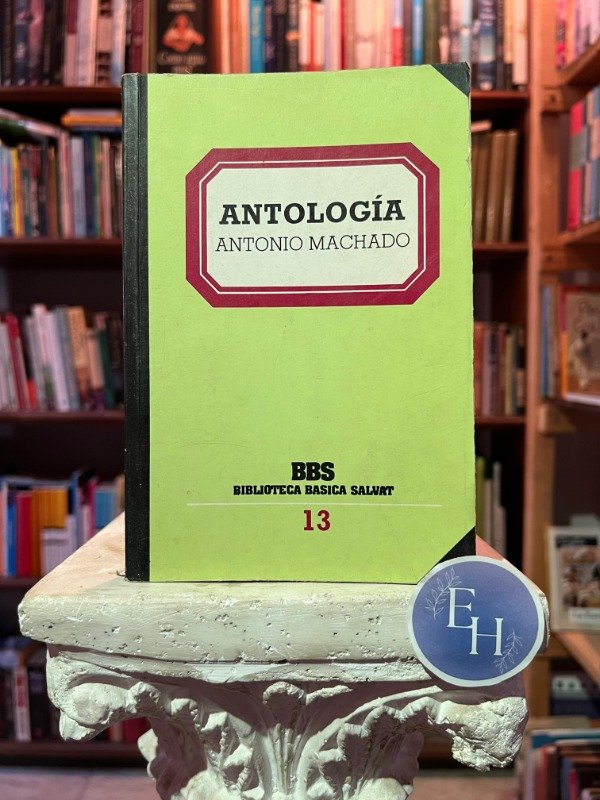 ANTOLOGÍA
ANTONIO MACHADO
BBS
BIBLIOTECA BASICA SALVAT
13
EH